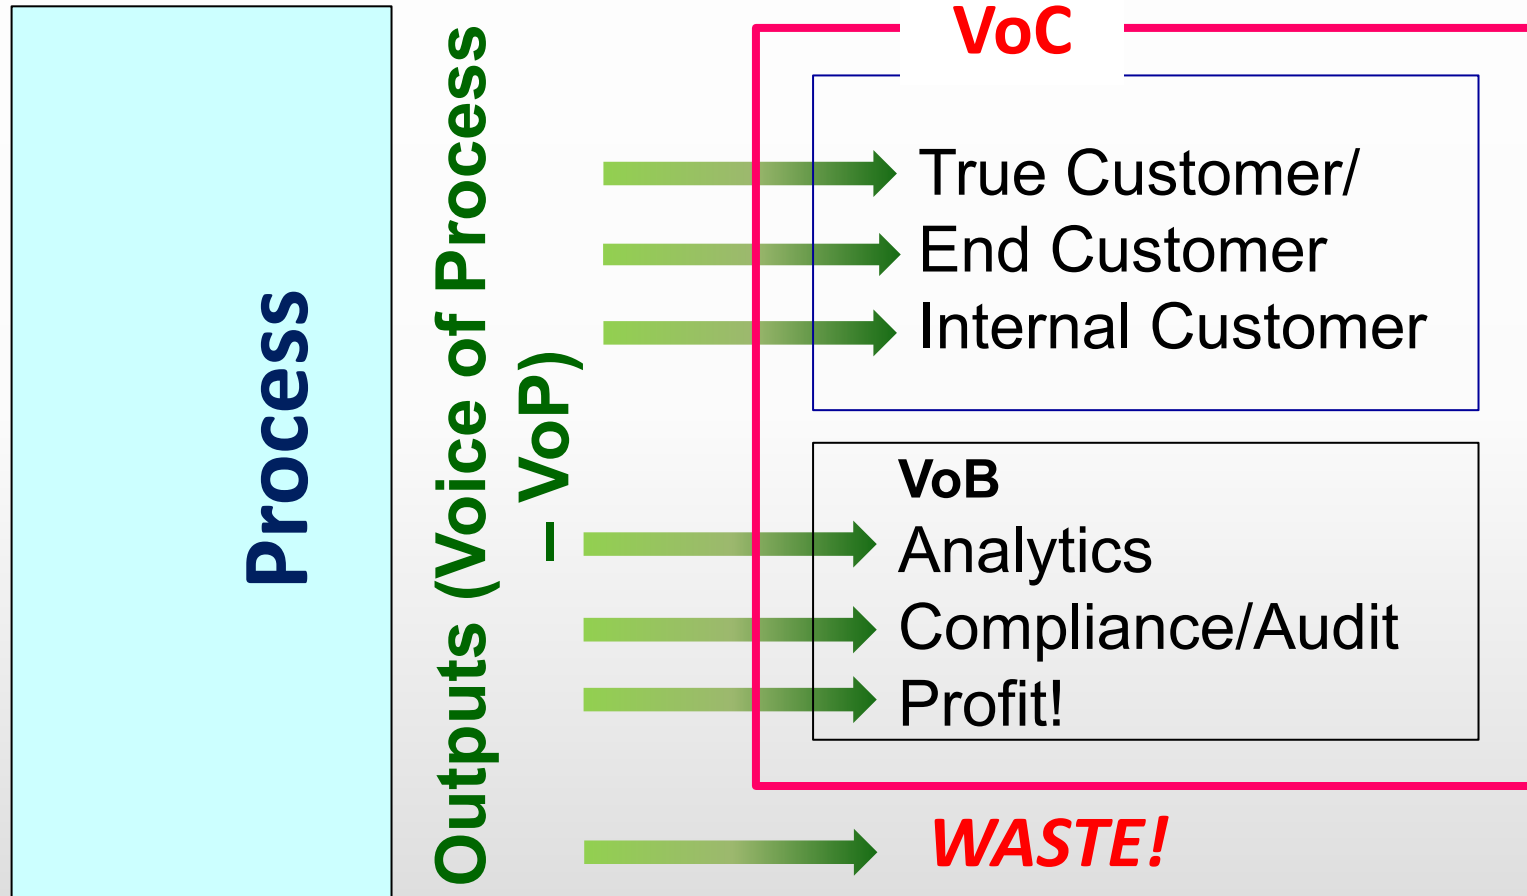 Process
Outputs (Voice of Process
– VoP)
VoC
True Customer/
End Customer
Internal Customer
VoB
Analytics
Compliance/Audit
Profit!
WASTE!